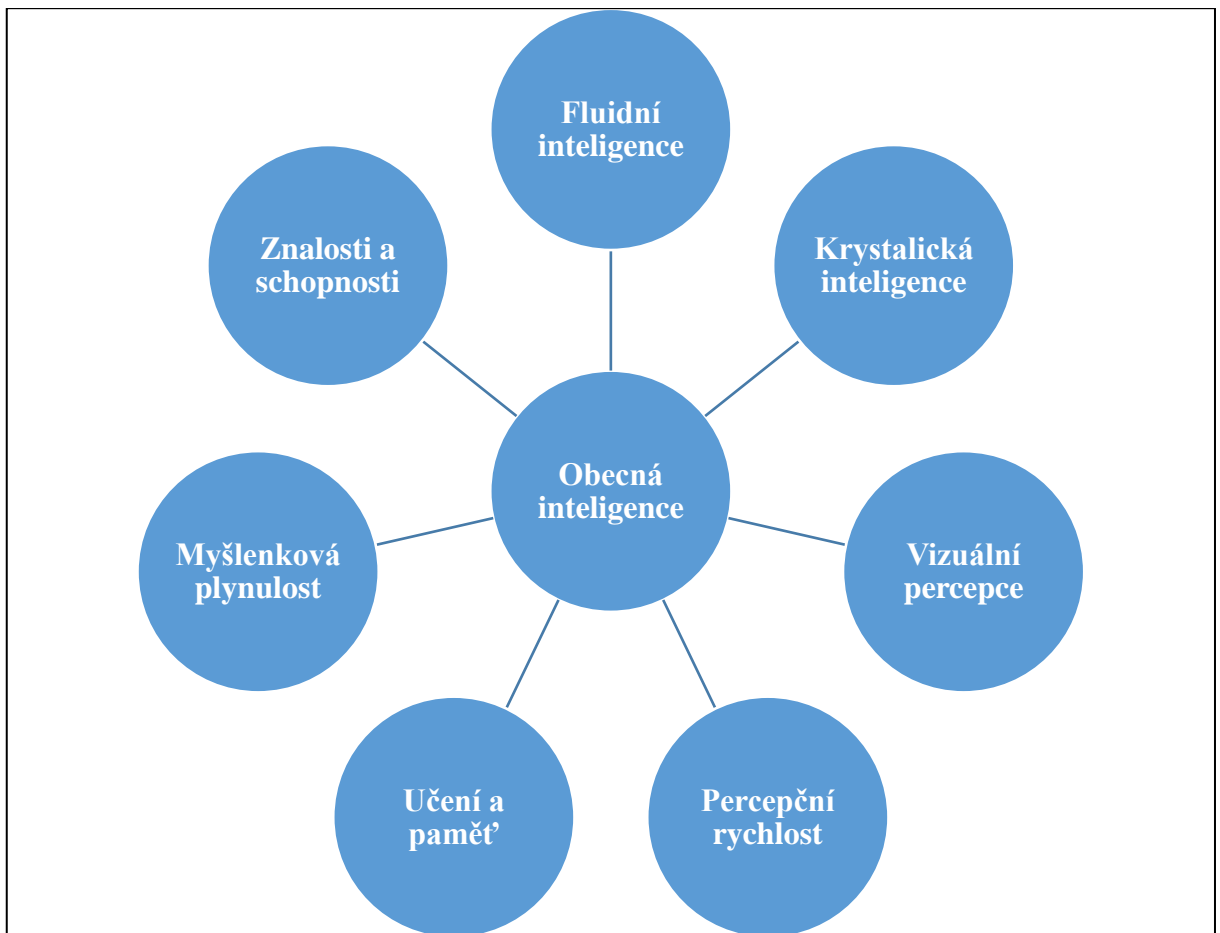 Fluidní
inteligence
Krystalická
inteligence
Vizuální
percepce
Percepční
rychlost
Učení a
paměť
Myšlenková
plynulost
Znalosti a
schopnosti
Obecná
inteligence